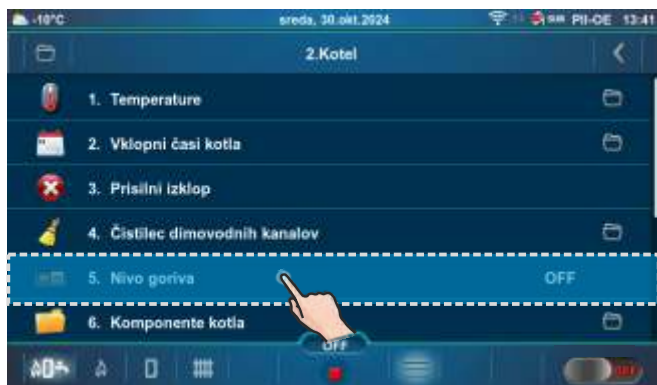 -10°C sreda, 30.okt.2024 PII-OE 13:41
2.Kotel
1. Temperature
2. Vklopni časi kotla
3. Prisilni izklop
4. Čistilec dimovodnih kanalov
5. Nivo goriva OFF
6. Komponente kotla
OFF
OFF